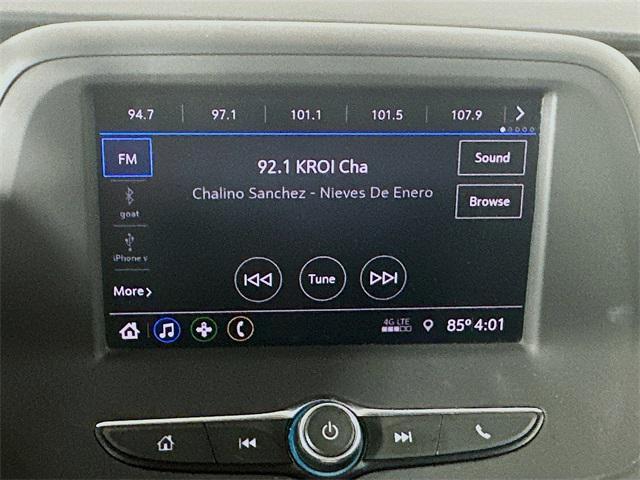 94.7 97.1 101.1 101.5 107.9
FM
92.1 KROI Cha
Sound
Chalino Sanchez - Nieves De Enero
Browse
goat
iPhone
More
Tune
4G LTE
85° 4:01